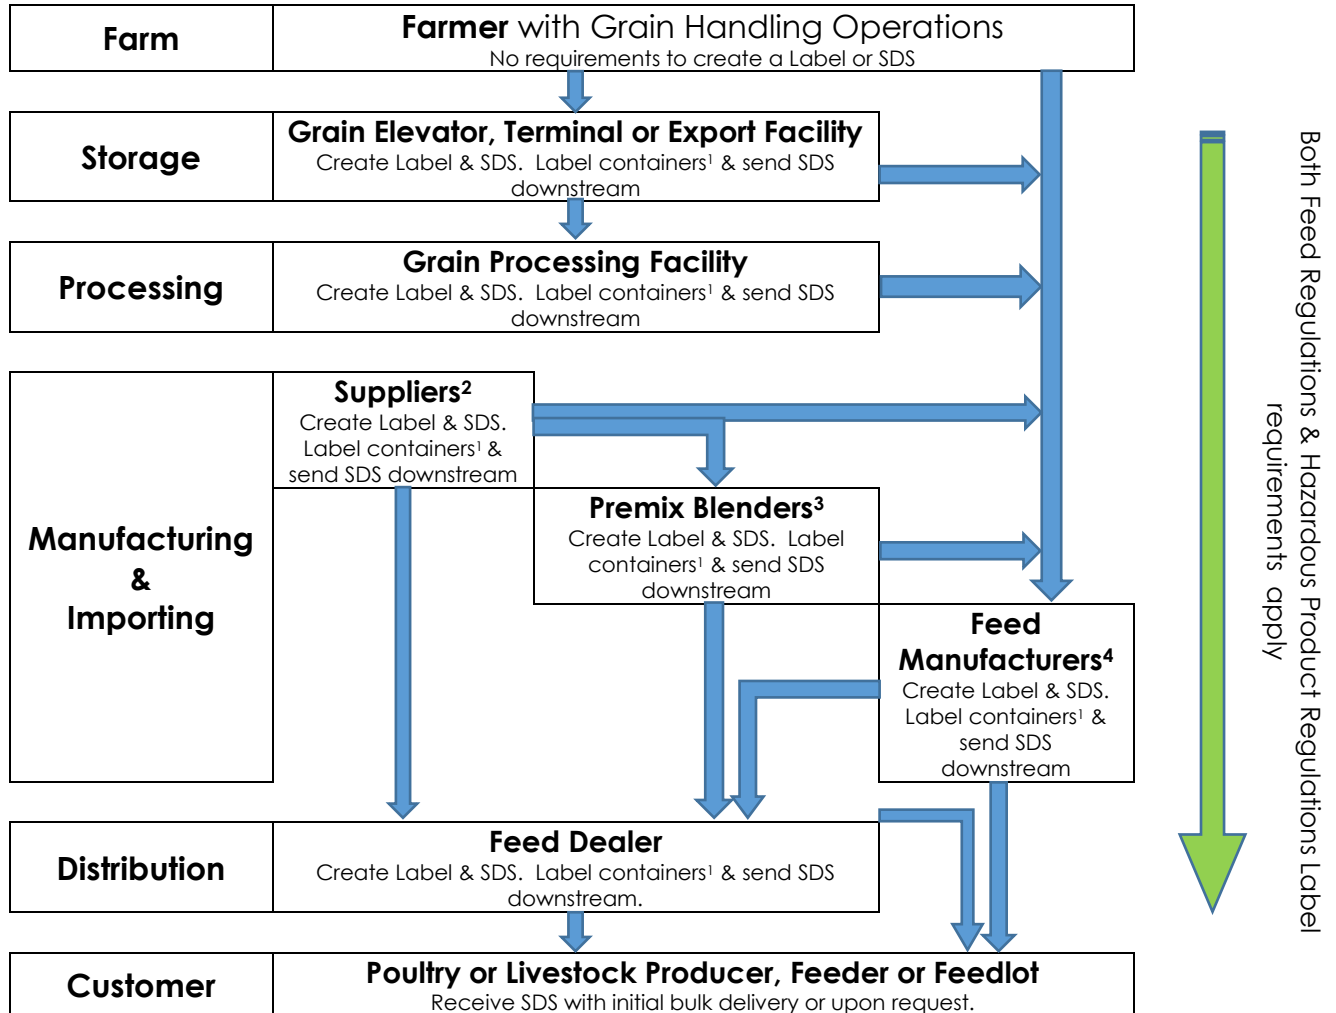 Farm
Farmer with Grain Handling Operations
No requirements to create a Label or SDS
Storage
Grain Elevator, Terminal or Export Facility
Create Label & SDS.  Label containers¹ & send SDS
downstream
Processing
Grain Processing Facility
Create Label & SDS.  Label containers¹ & send SDS
downstream
Manufacturing
&
Importing
Suppliers²
Create Label & SDS.
Label containers¹ &
send SDS downstream
Premix Blenders³
Create Label & SDS.  Label
containers¹ & send SDS
downstream
Feed
Manufacturers⁴
Create Label & SDS.
Label containers¹ &
send SDS
downstream
Distribution
Feed Dealer
Create Label & SDS.  Label containers¹ & send SDS
downstream.
Customer
Poultry or Livestock Producer, Feeder or Feedlot
Receive SDS with initial bulk delivery or upon request.
Both Feed Regulations & Hazardous Product Regulations Label
requirements  apply